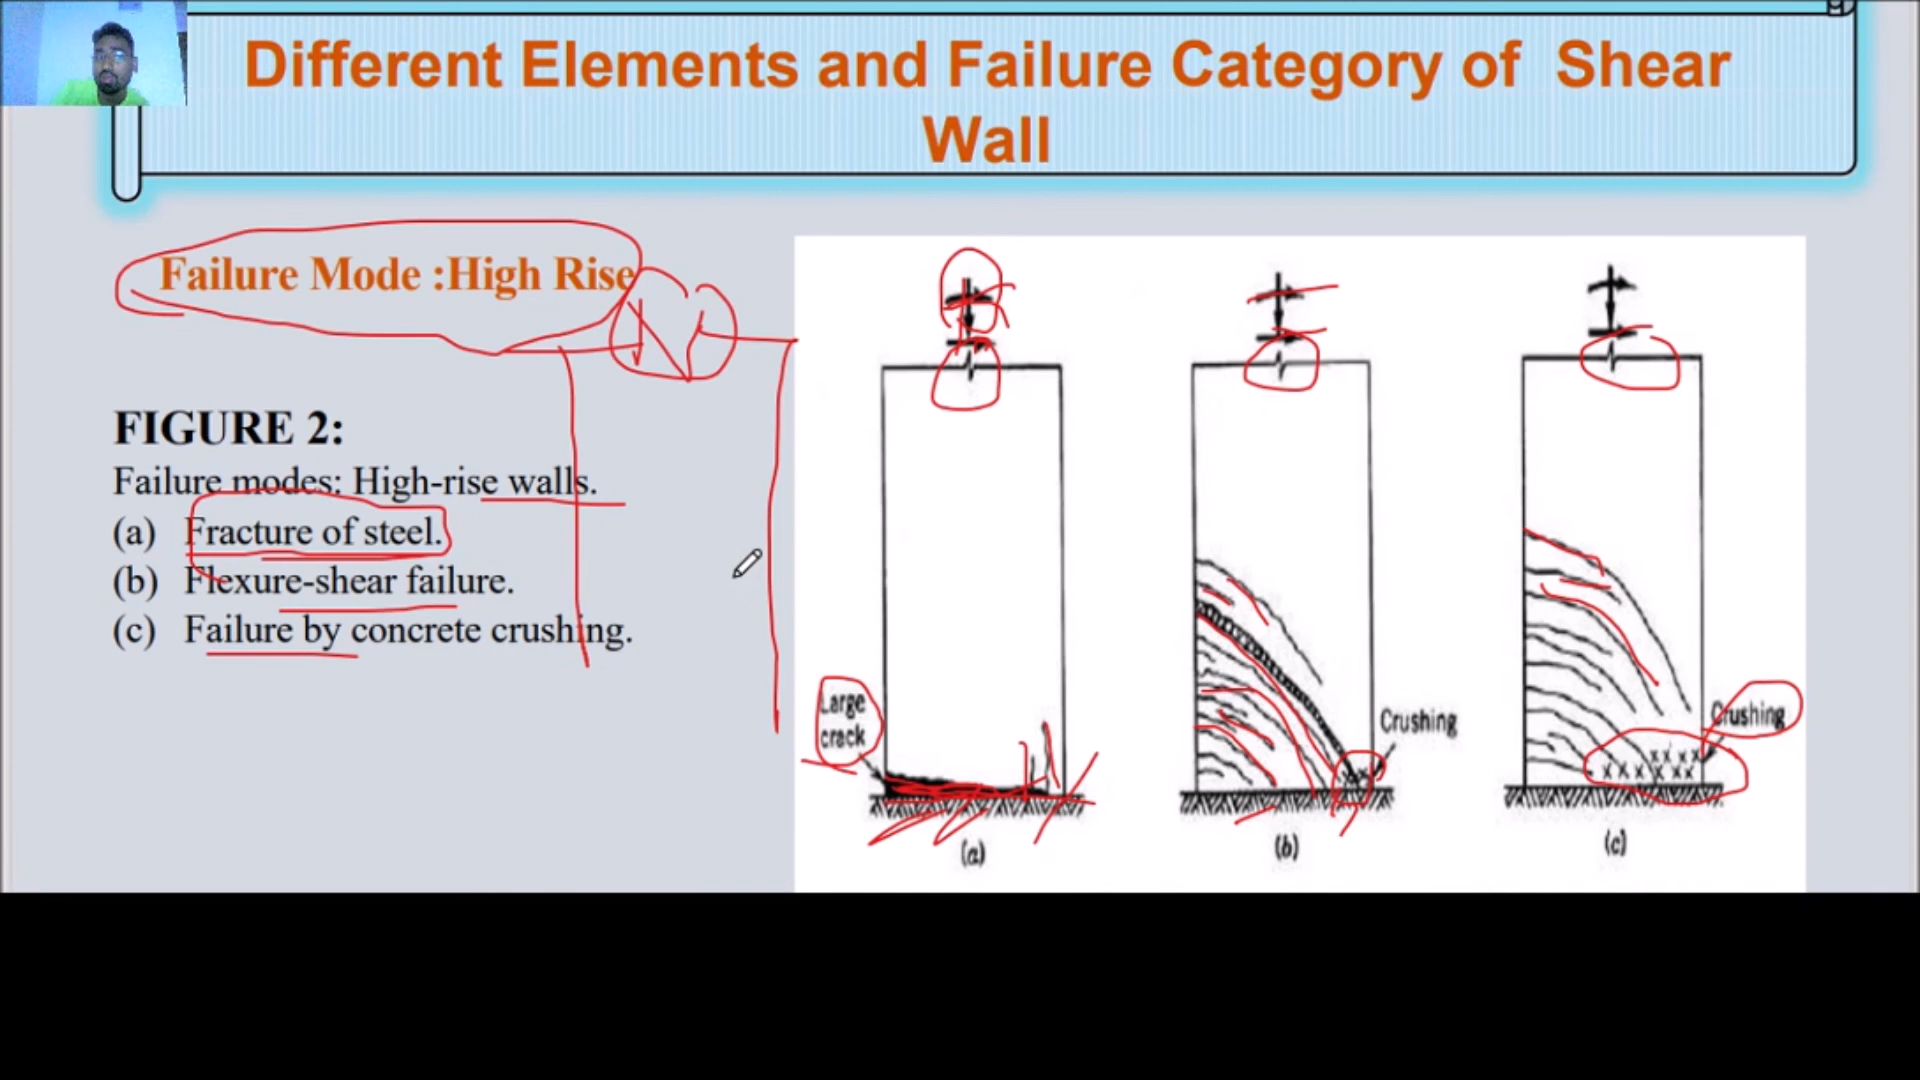 Different Elements and Failure Category of Shear
Wall
Failure Mode :High Rise
FIGURE 2:
Failure modes: High-rise walls.
(a) Fracture of steel.
(b) Flexure-shear failure.
(c) Failure by concrete crushing.
Large
crack
Crushing
Crushing
(a)
(b)
(c)